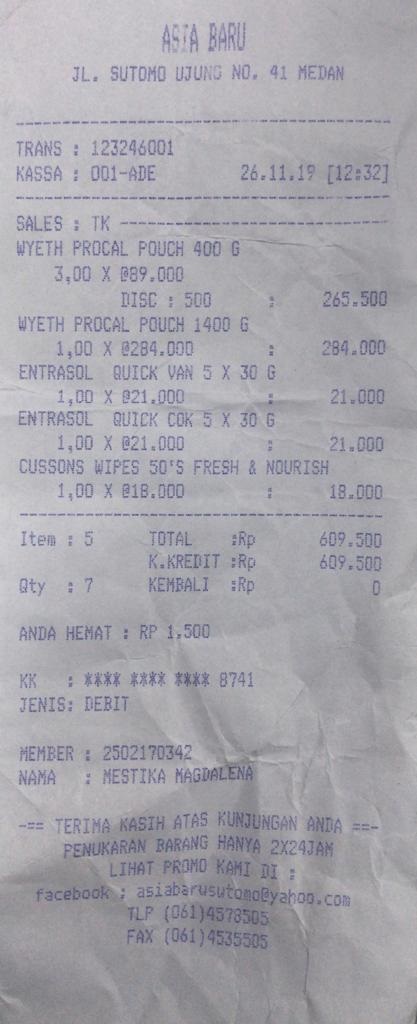 ASIA BARU
JL. SUTOMO UJUNG NO. 41 MEDAN
TRANS : 123246001
KASSA : 001-ADE 26.11.19 [12:32]
SALES : TK
WYETH PROCAL POUCH 400 G
3,00 X @89.000
DISC : 500 : 265.500
WYETH PROCAL POUCH 1400 G
1,00 X @284.000 : 284.000
ENTRASOL QUICK VAN 5 X 30 G
1,00 X @21.000 : 21.000
ENTRASOL QUICK COK 5 X 30 G
1,00 X @21.000 : 21.000
CUSSONS WIPES 50'S FRESH & NOURISH
1,00 X @18.000 : 18.000
Item : 5 TOTAL :Rp 609.500
K.KREDIT :Rp 609.500
Qty : 7 KEMBALI :Rp 0
ANDA HEMAT : RP 1.500
KK : **** **** **** 8741
JENIS: DEBIT
MEMBER : 2502170342
NAMA : MESTIKA MAGDALENA
-== TERIMA KASIH ATAS KUNJUNGAN ANDA ==-
PENUKARAN BARANG HANYA 2X24JAM
LIHAT PROMO KAMI DI :
facebook : asiabarusutomo@yahoo.com
TLP (061)4578505
FAX (061)4535505